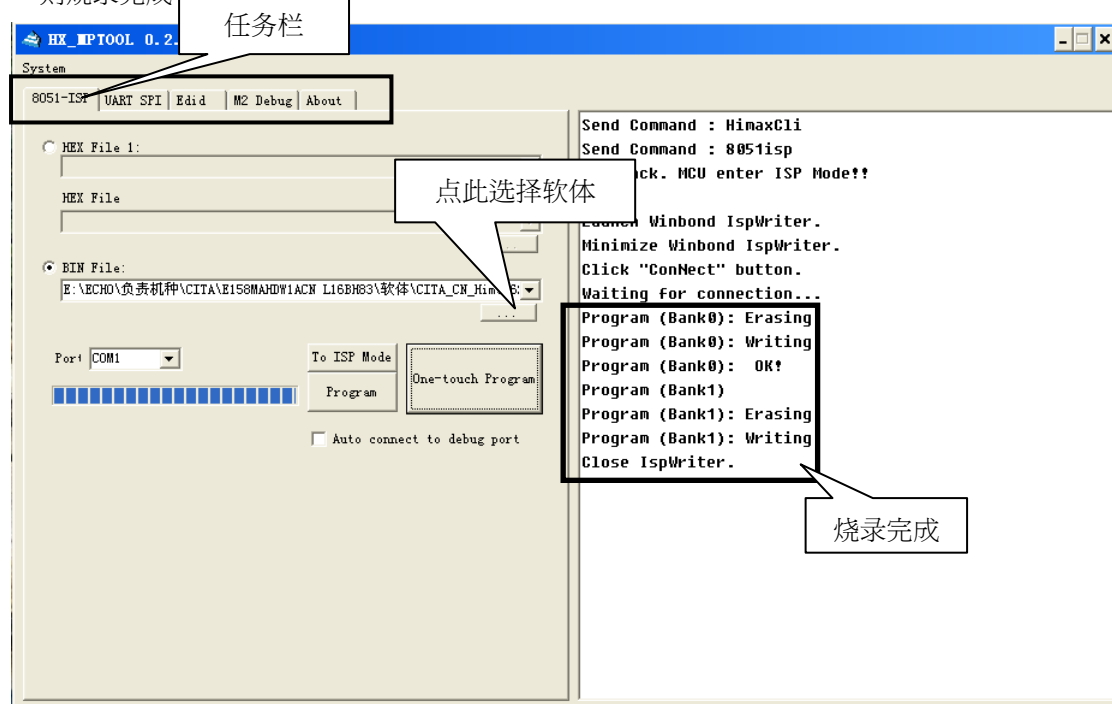 任务栏
HX_MPTOOL 0.2.
System
8051-ISP UART SPI Edid M2 Debug About
HEX File 1:
HEX File
点此选择软体
BIN File:
E:\ECHO\负责机种\CITA\E158MAHDW1ACN L16BH83\软体\CITA_CN_Him
...
Port COM1
To ISP Mode
Program
One-touch Program
Auto connect to debug port
Send Command : HimaxCli
Send Command : 8051isp
ack. MCU enter ISP Mode!!
Winbond IspWriter.
Minimize Winbond IspWriter.
Click "ConNect" button.
Waiting for connection...
Program (Bank0): Erasing
Program (Bank0): Writing
Program (Bank0): OK!
Program (Bank1)
Program (Bank1): Erasing
Program (Bank1): Writing
Close IspWriter.
烧录完成